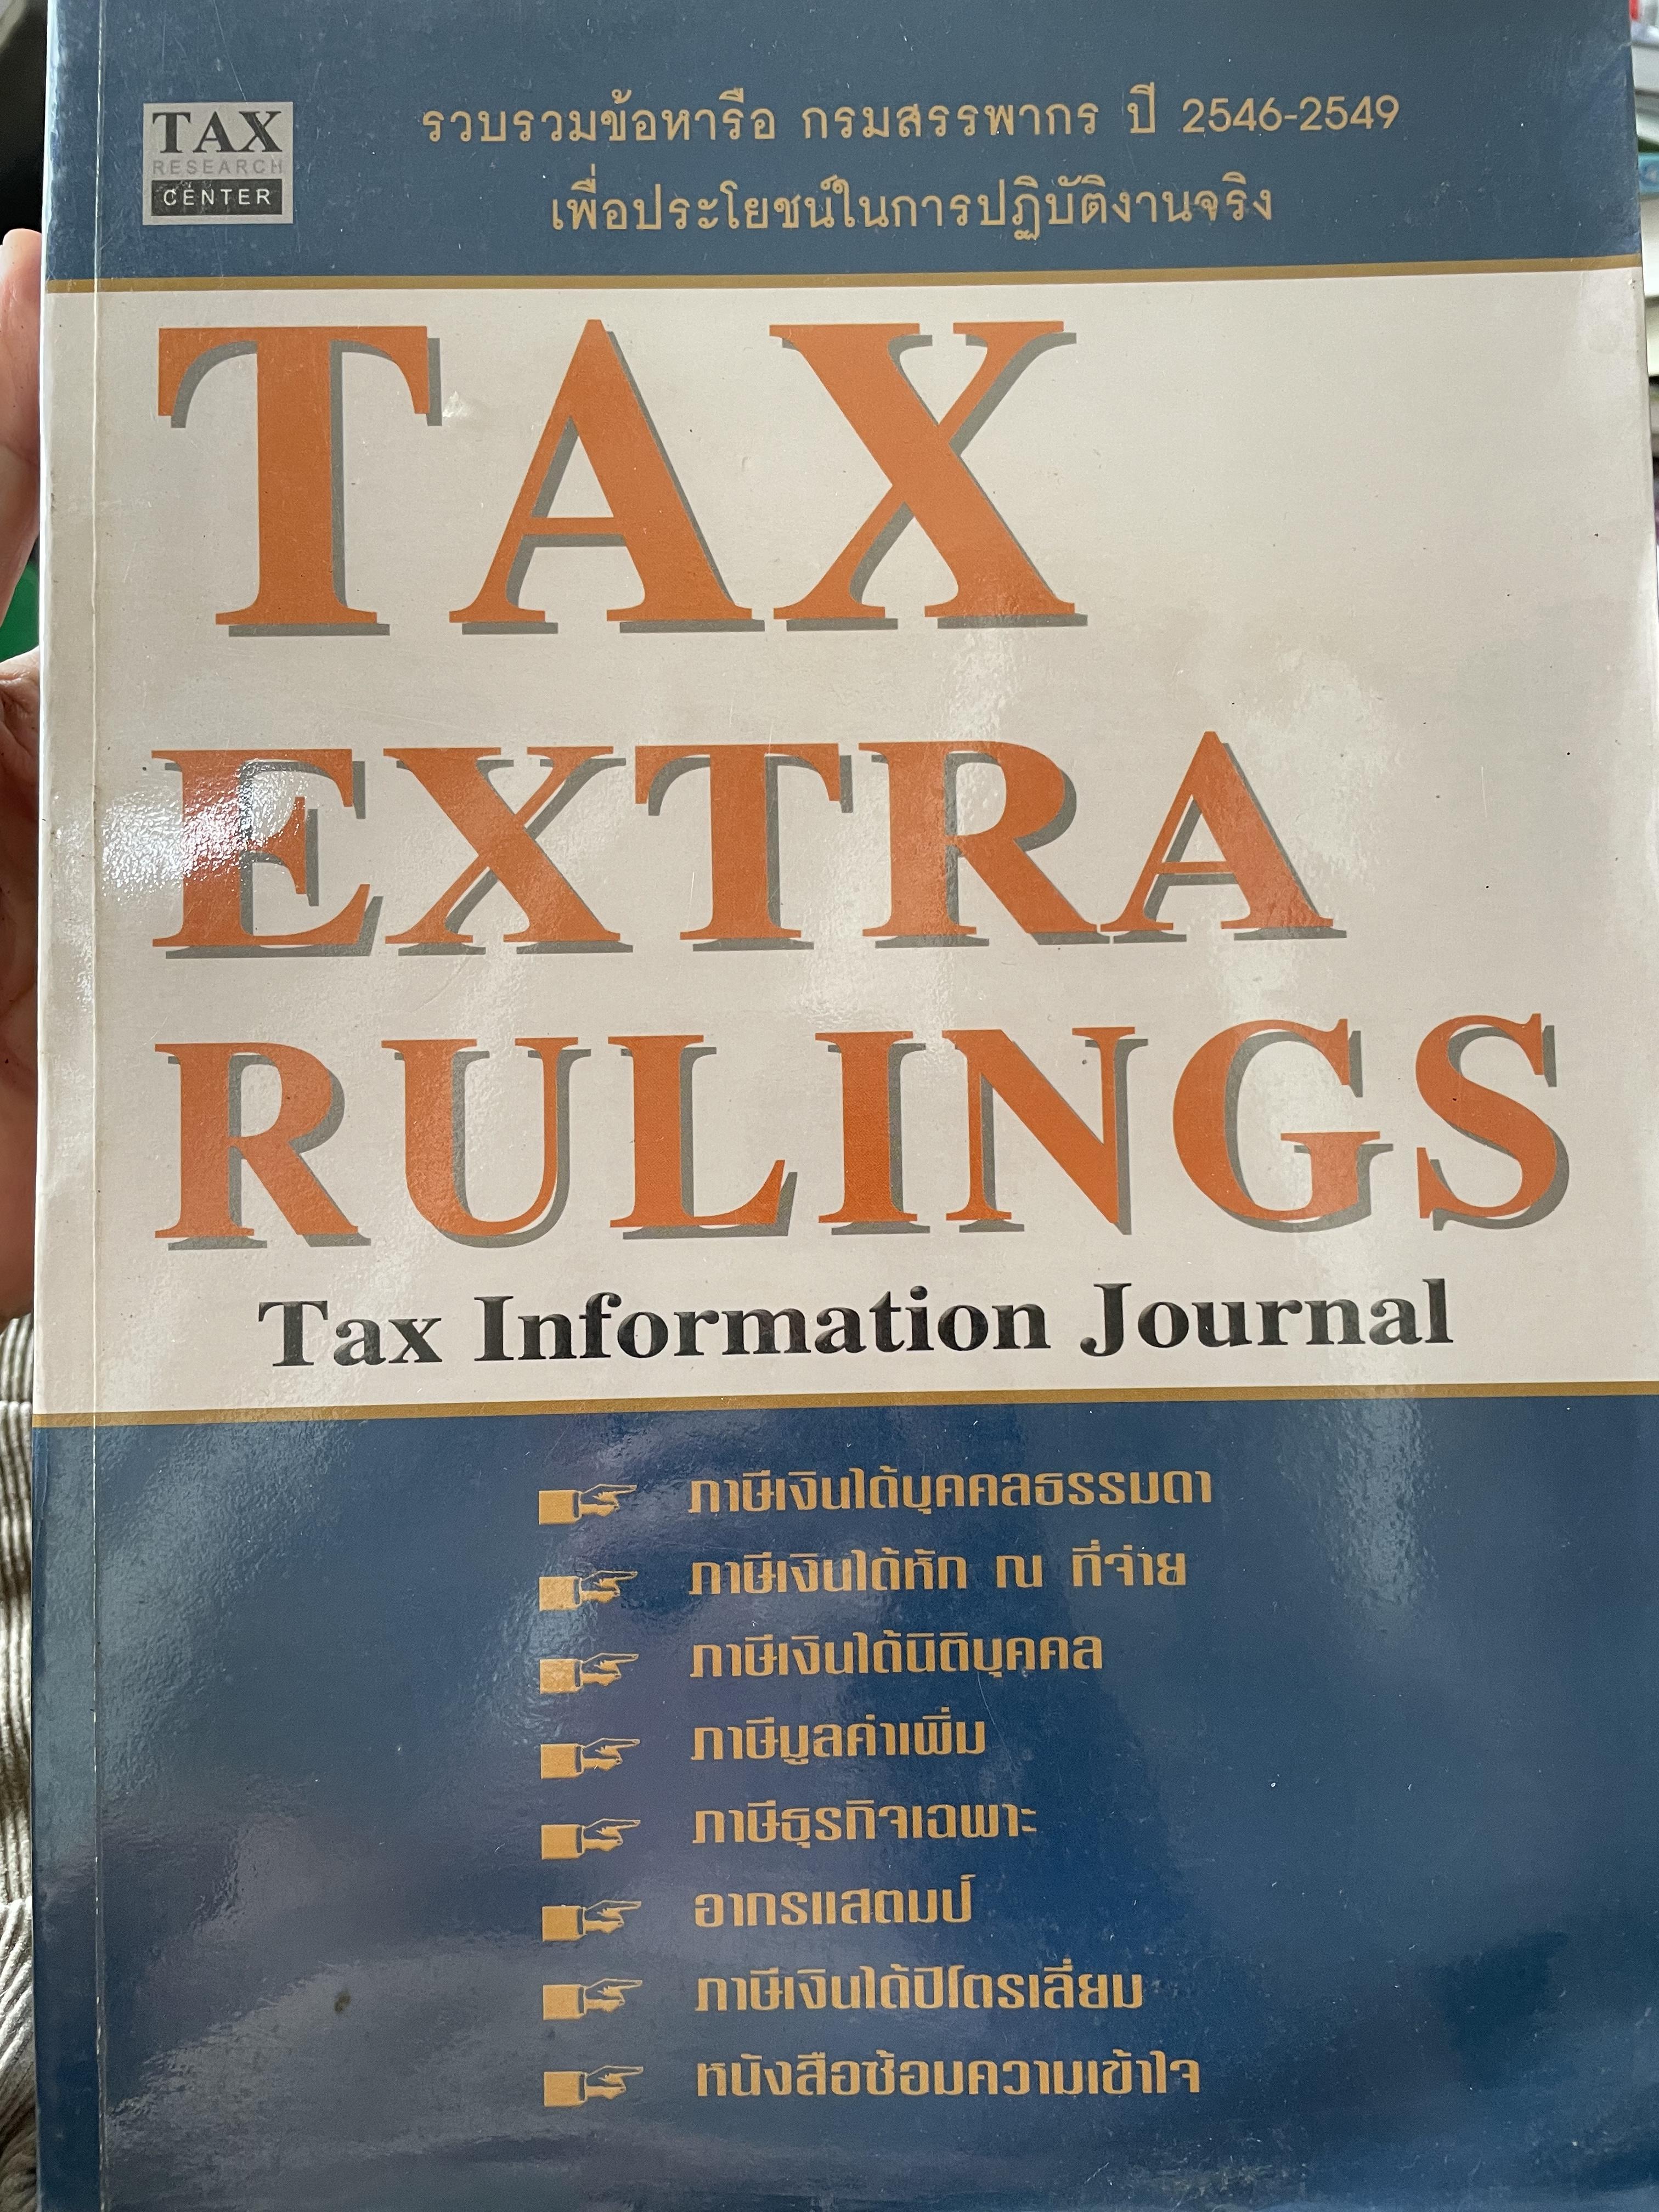 TAX
RESEARCH
CENTER
รวบรวมข้อหารือ กรมสรรพากร ปี 2546-2549
เพื่อประโยชน์ในการปฏิบัติงานจริง
TAX
EXTRA
RULINGS
Tax Information Journal
ภาษีเงินได้บุคคลธรรมดา
ภาษีเงินได้หัก ณ ที่จ่าย
ภาษีเงินได้นิติบุคคล
ภาษีมูลค่าเพิ่ม
ภาษีธุรกิจเฉพาะ
อากรแสตมป์
ภาษีเงินได้ปิโตรเลี่ยม
หนังสือซ้อมความเข้าใจ